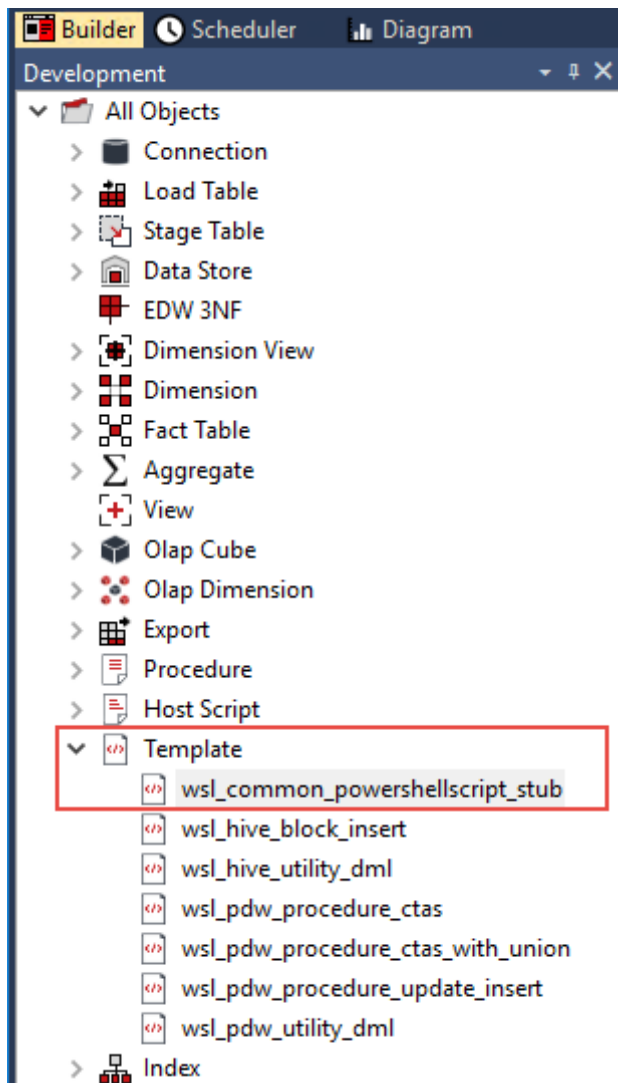 Builder Scheduler Diagram
Development
All Objects
Connection
Load Table
Stage Table
Data Store
EDW 3NF
Dimension View
Dimension
Fact Table
Aggregate
View
Olap Cube
Olap Dimension
Export
Procedure
Host Script
Template
wsl_common_powershellscript_stub
wsl_hive_block_insert
wsl_hive_utility_dml
wsl_pdw_procedure_ctas
wsl_pdw_procedure_ctas_with_union
wsl_pdw_procedure_update_insert
wsl_pdw_utility_dml
Index